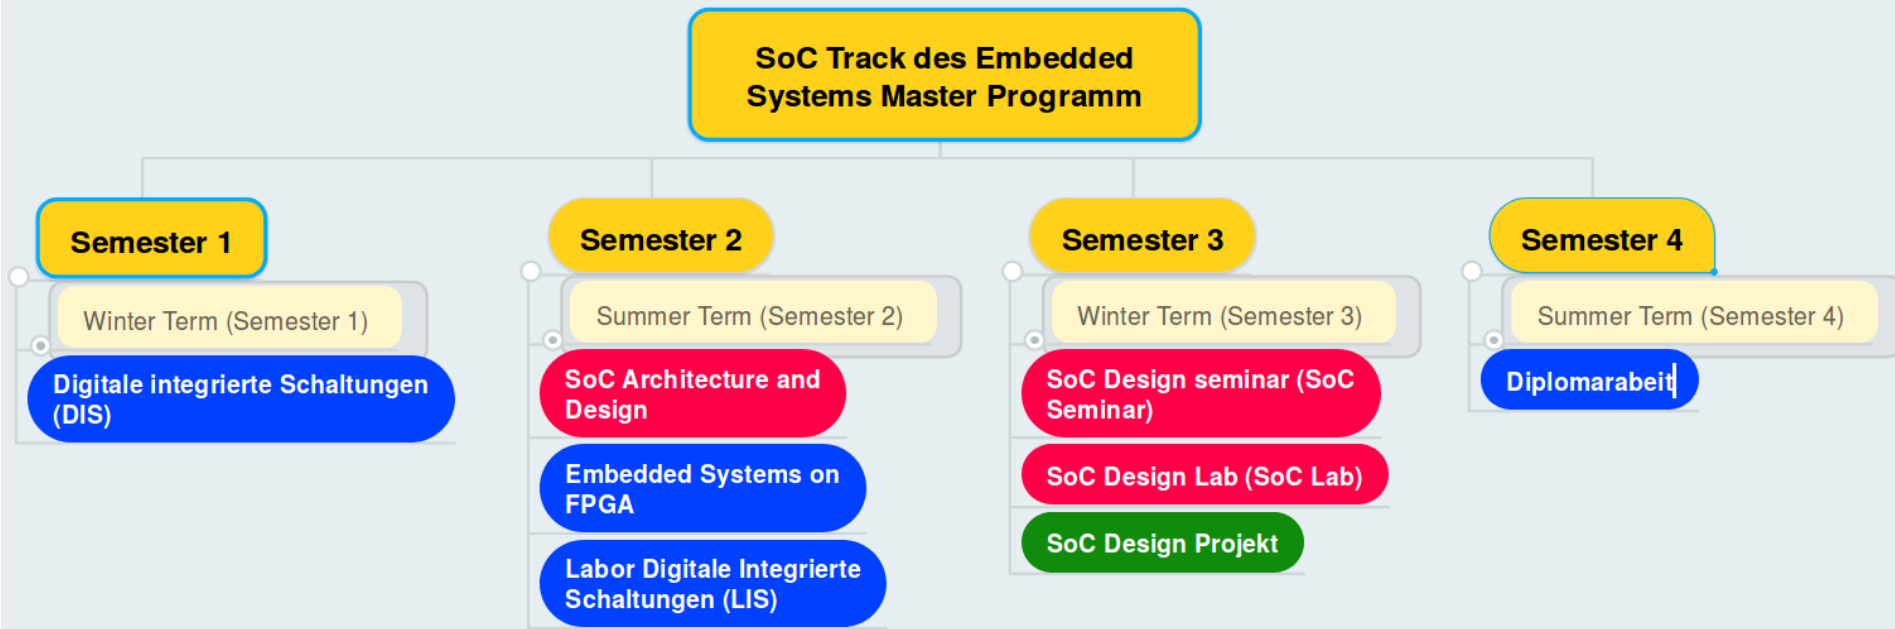 SoC Track des Embedded
Systems Master Programm
Semester 1
Winter Term (Semester 1)
Digitale integrierte Schaltungen
(DIS)
Semester 2
Summer Term (Semester 2)
SoC Architecture and
Design
Embedded Systems on
FPGA
Labor Digitale Integrierte
Schaltungen (LIS)
Semester 3
Winter Term (Semester 3)
SoC Design seminar (SoC
Seminar)
SoC Design Lab (SoC Lab)
SoC Design Projekt
Semester 4
Summer Term (Semester 4)
Diplomarabeit